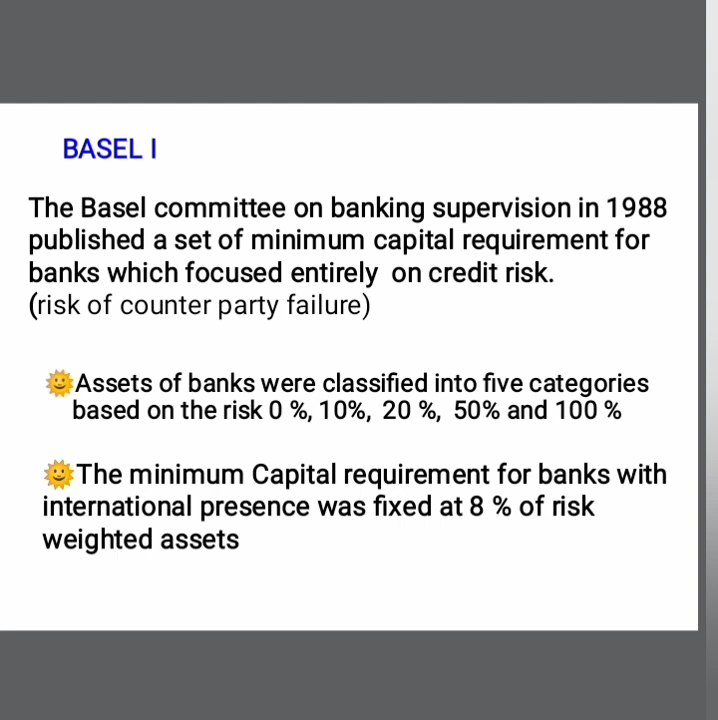 BASEL I
The Basel committee on banking supervision in 1988
published a set of minimum capital requirement for
banks which focused entirely on credit risk.
(risk of counter party failure)
🌞Assets of banks were classified into five categories
based on the risk 0 %, 10%, 20 %, 50% and 100 %
🌞The minimum Capital requirement for banks with
international presence was fixed at 8 % of risk
weighted assets